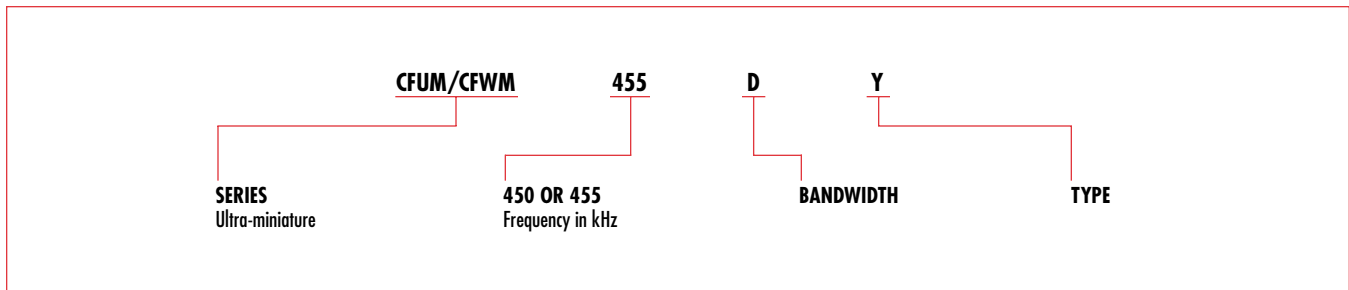 CFUM/CFWM 455 D Y
SERIES
Ultra-miniature
450 OR 455
Frequency in kHz
BANDWIDTH
TYPE